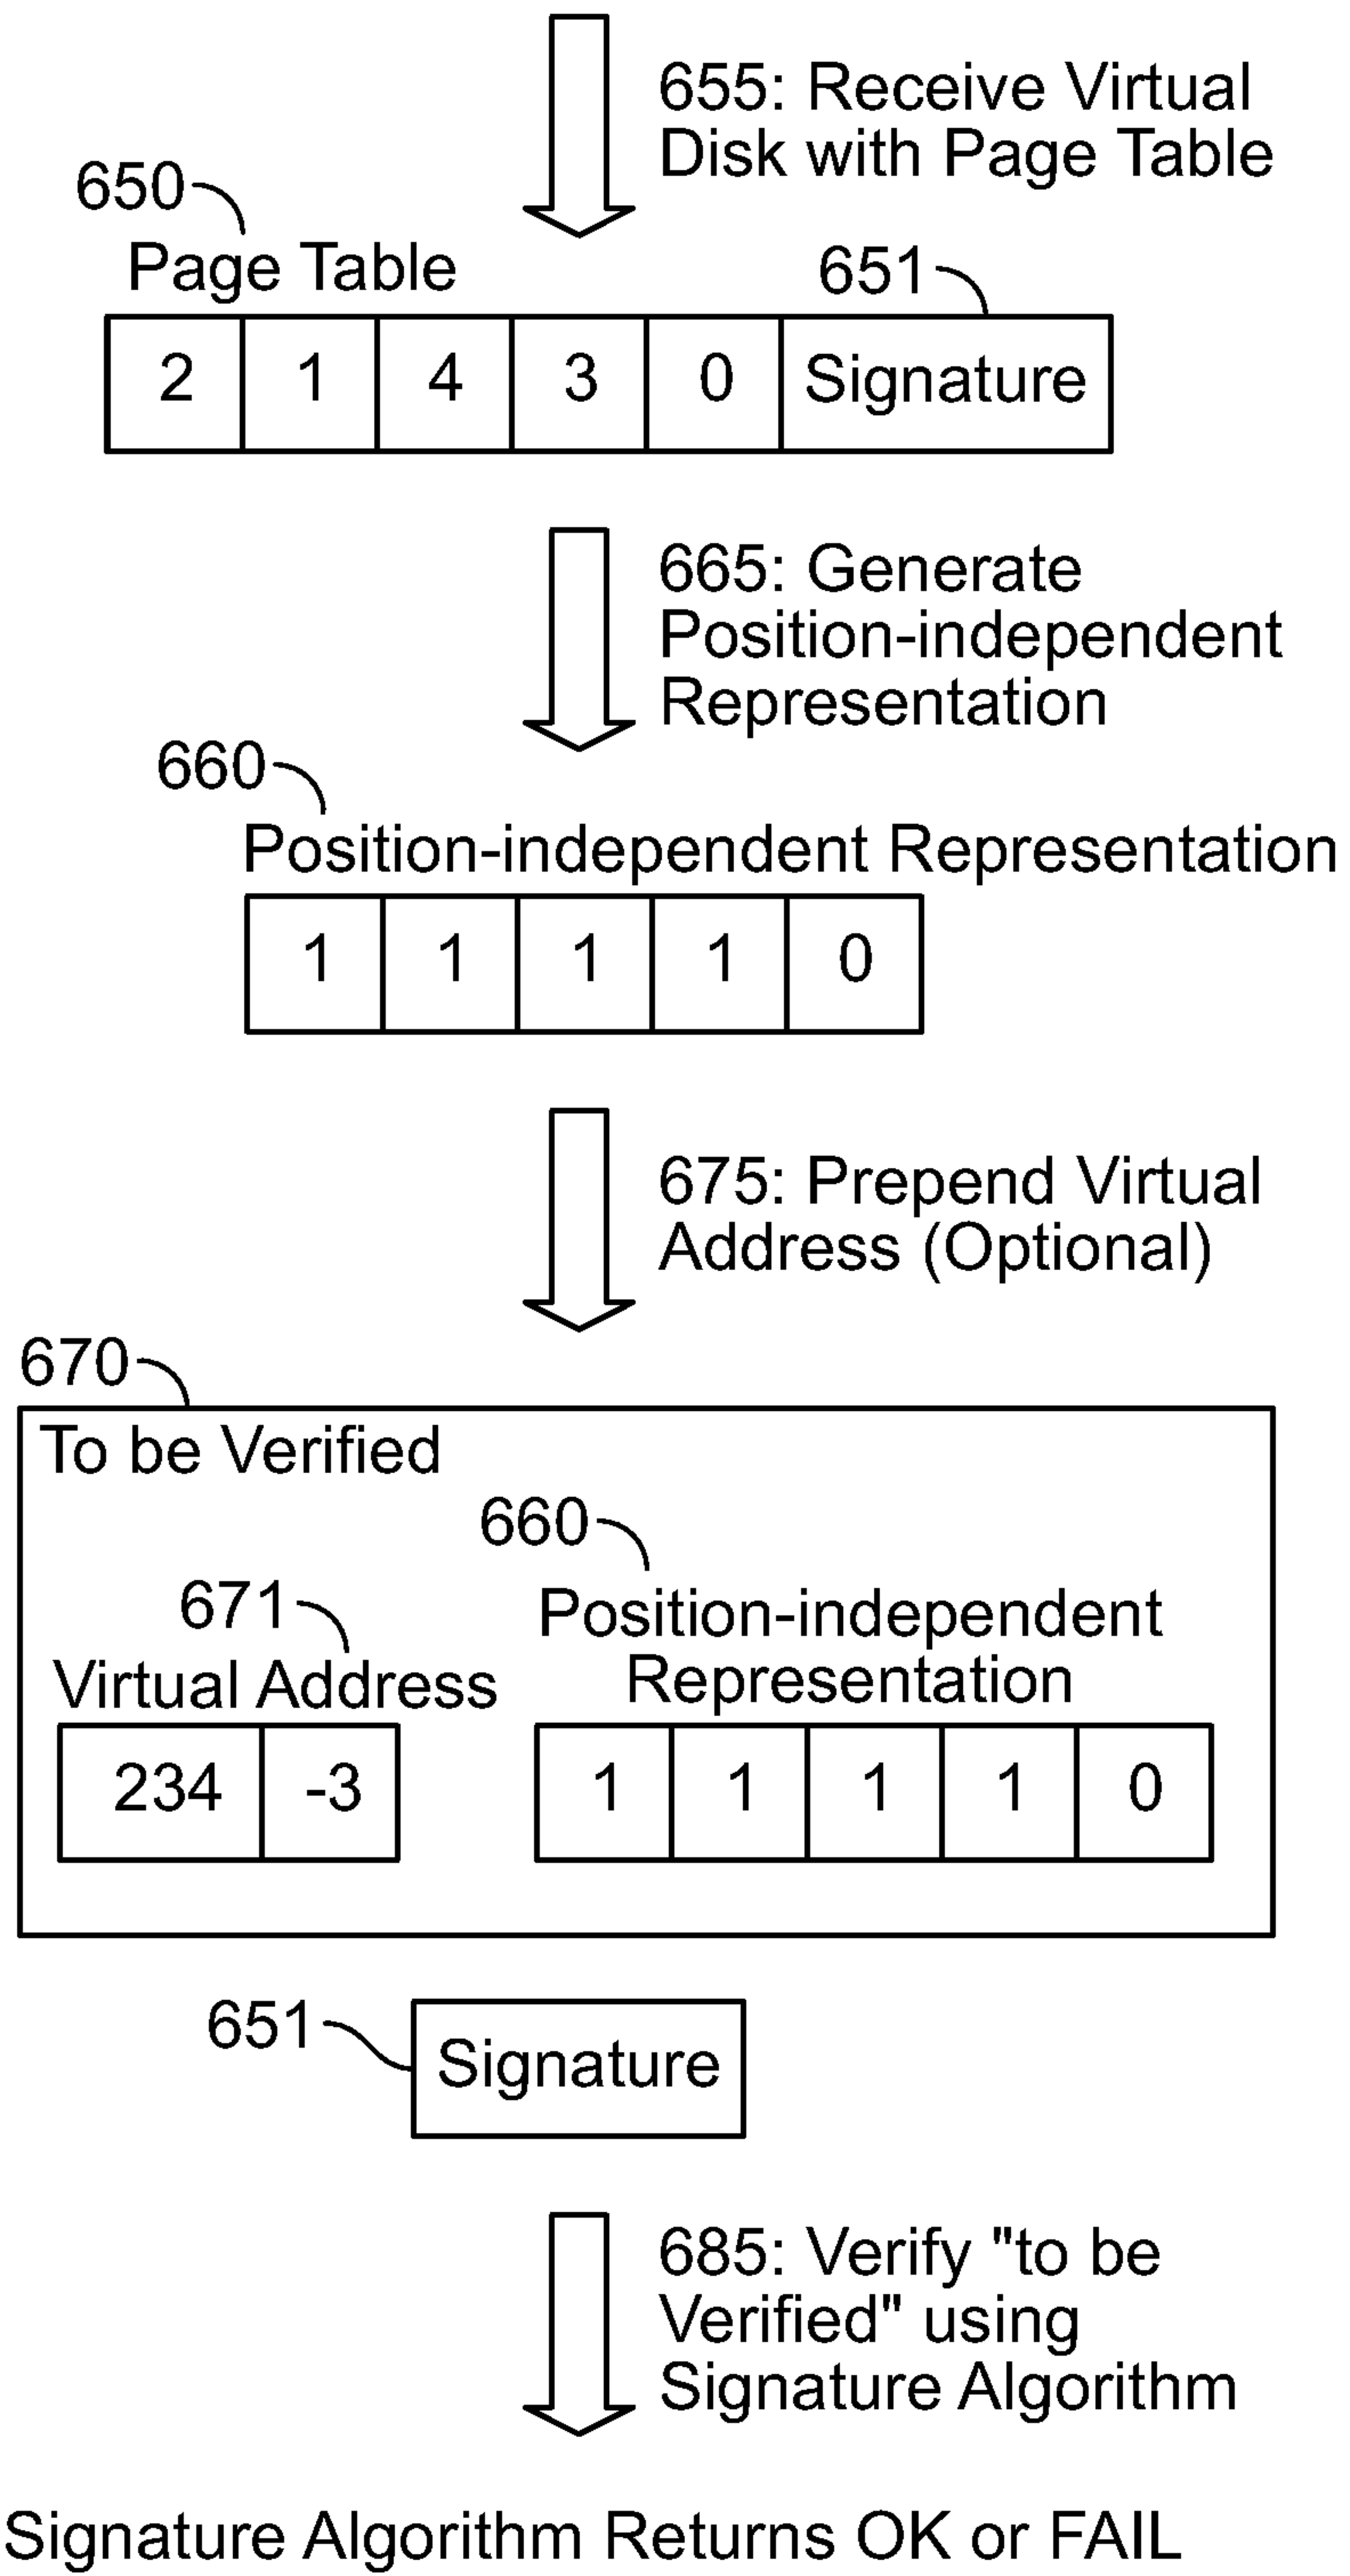 655: Receive Virtual
Disk with Page Table
650
Page Table
651
2 1 4 3 0 Signature
665: Generate
Position-independent
Representation
660
Position-independent Representation
1 1 1 1 0
675: Prepend Virtual
Address (Optional)
670
To be Verified
660
671
Position-independent
Representation
Virtual Address
234 -3 1 1 1 1 0
651
Signature
685: Verify "to be
Verified" using
Signature Algorithm
Signature Algorithm Returns OK or FAIL